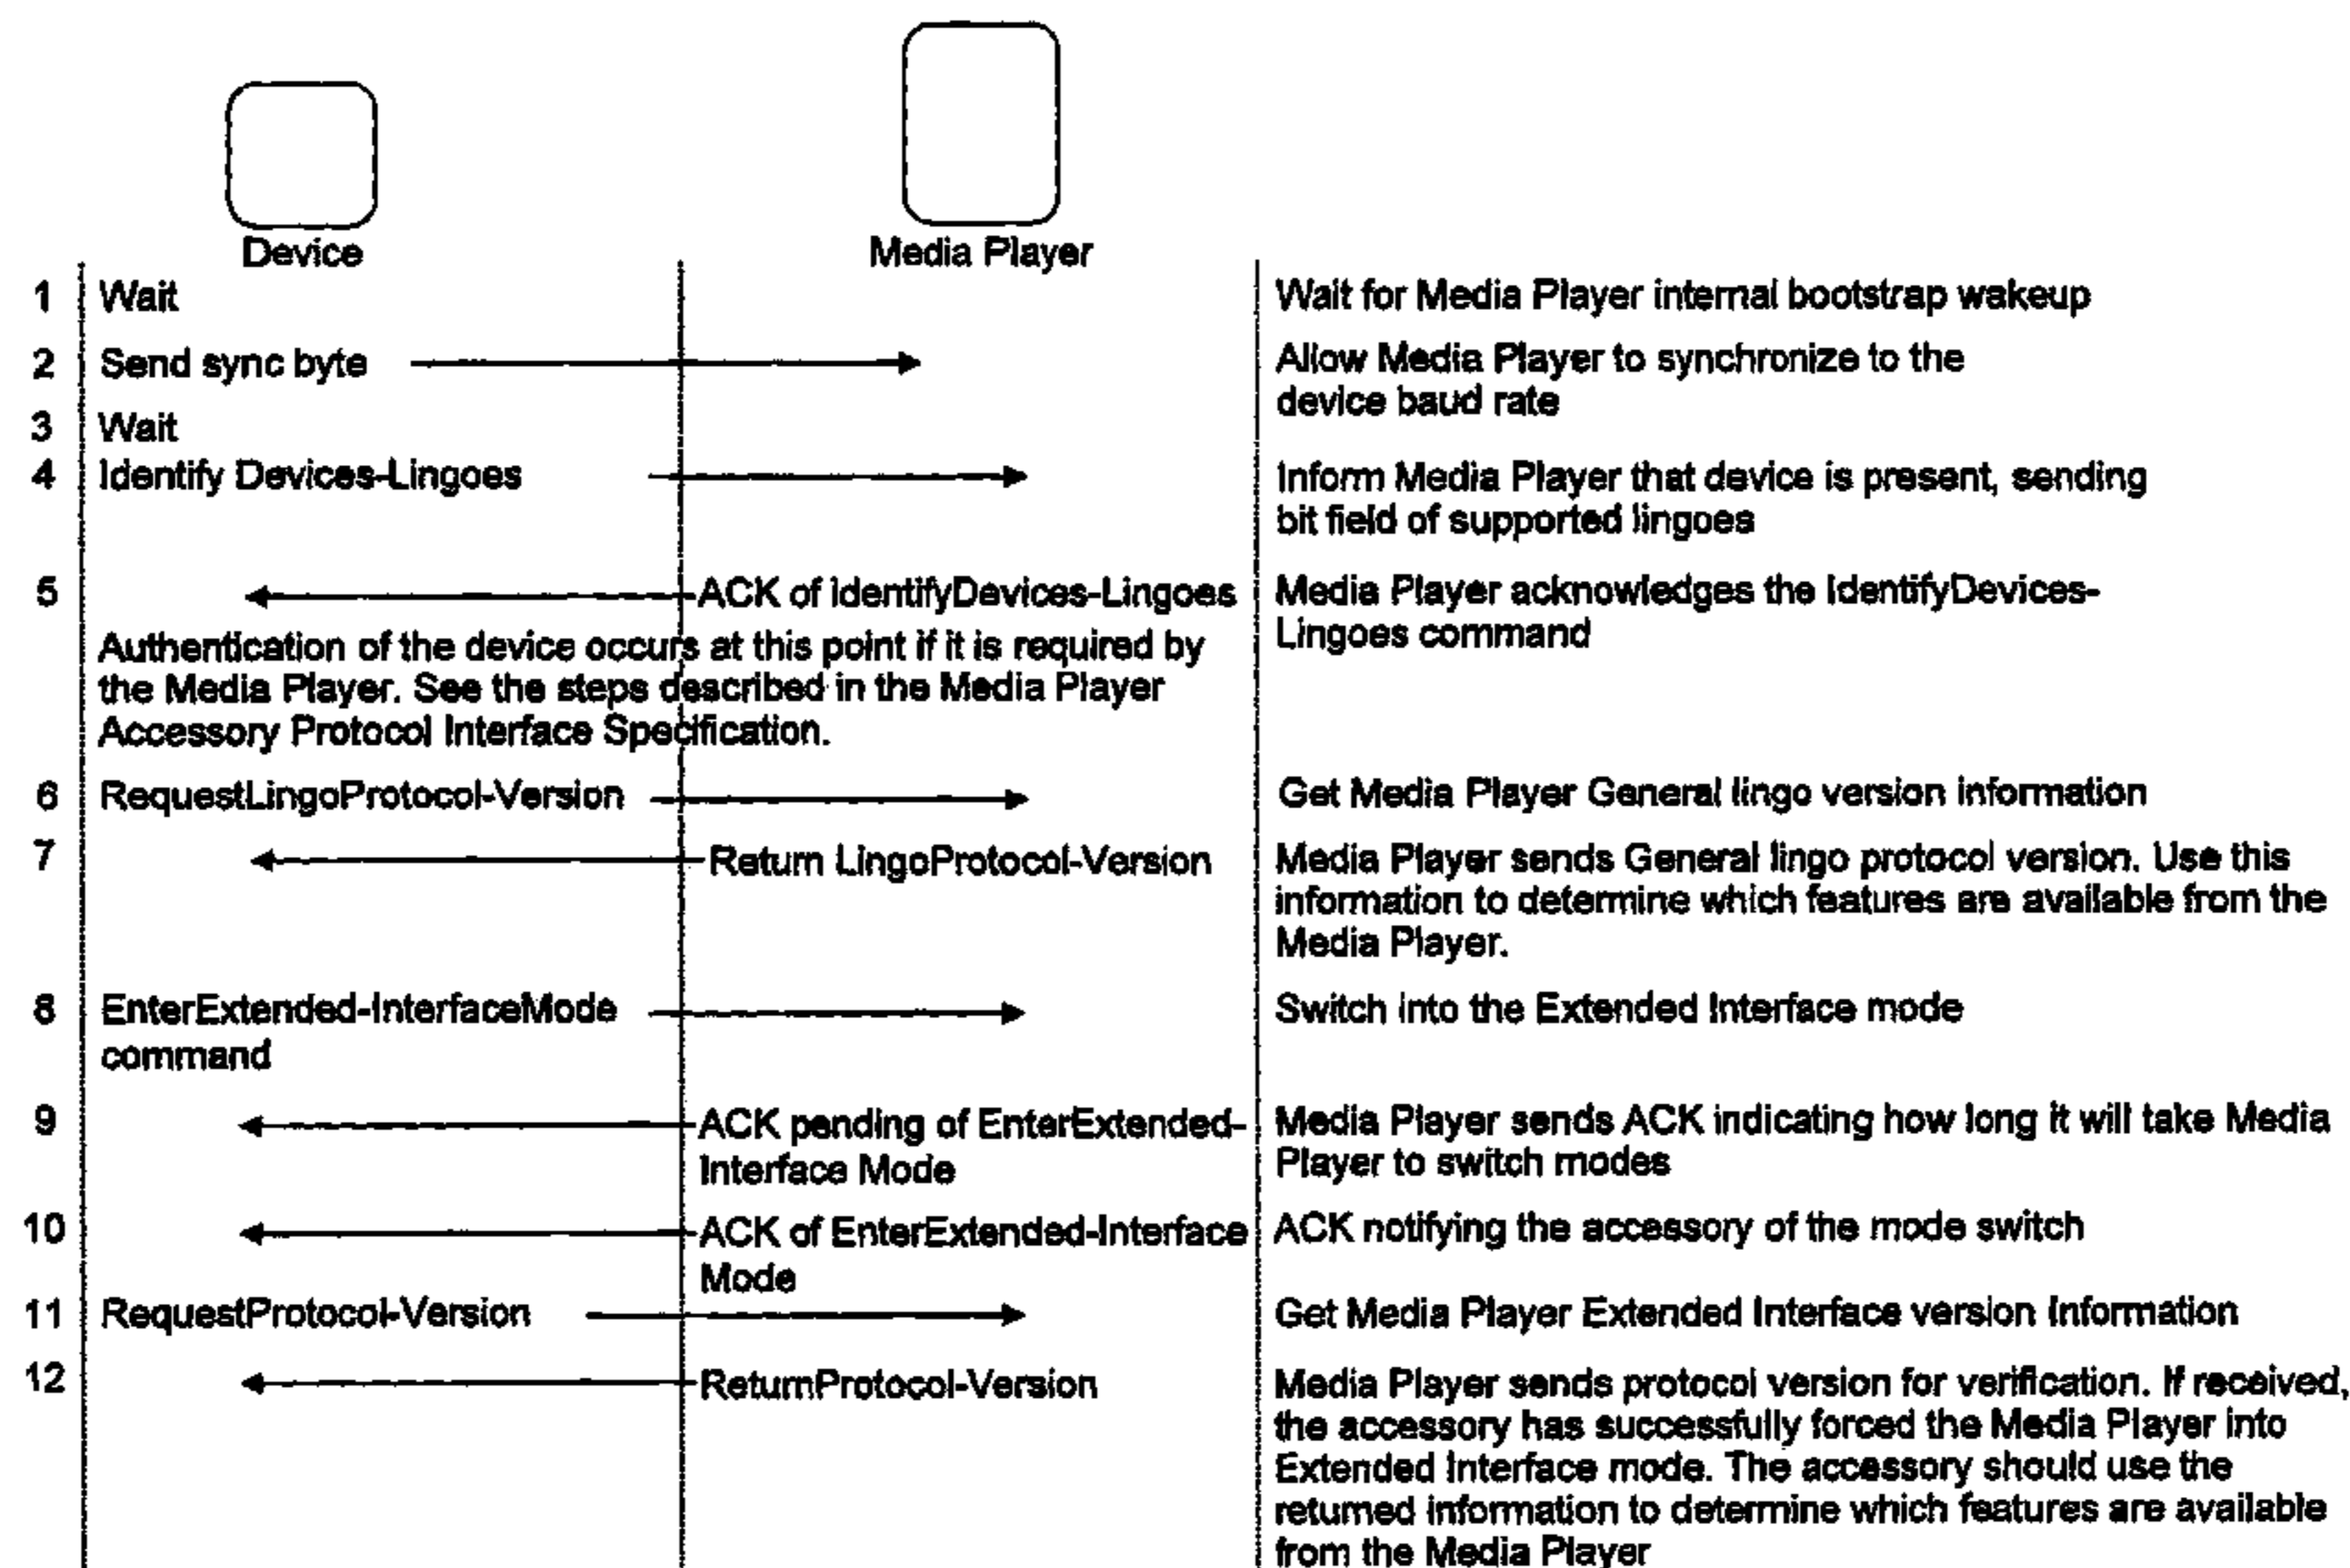 Device
Media Player
1 Wait Wait for Media Player internal bootstrap wakeup
2 Send sync byte Allow Media Player to synchronize to the
device baud rate
3 Wait
4 Identify Devices-Lingoes Inform Media Player that device is present, sending
bit field of supported lingoes
5 ACK of IdentifyDevices-Lingoes Media Player acknowledges the IdentifyDevices-
Lingoes command
Authentication of the device occurs at this point if it is required by
the Media Player. See the steps described in the Media Player
Accessory Protocol Interface Specification.
6 RequestLingoProtocol-Version Get Media Player General lingo version information
7 Return LingoProtocol-Version Media Player sends General lingo protocol version. Use this
information to determine which features are available from the
Media Player.
8 EnterExtended-InterfaceMode Switch into the Extended Interface mode
command
9 ACK pending of EnterExtended- Media Player sends ACK indicating how long it will take Media
Interface Mode Player to switch modes
10 ACK of EnterExtended-Interface ACK notifying the accessory of the mode switch
Mode
11 RequestProtocol-Version Get Media Player Extended Interface version Information
12 ReturnProtocol-Version Media Player sends protocol version for verification. If received,
the accessory has successfully forced the Media Player into
Extended Interface mode. The accessory should use the
returned information to determine which features are available
from the Media Player